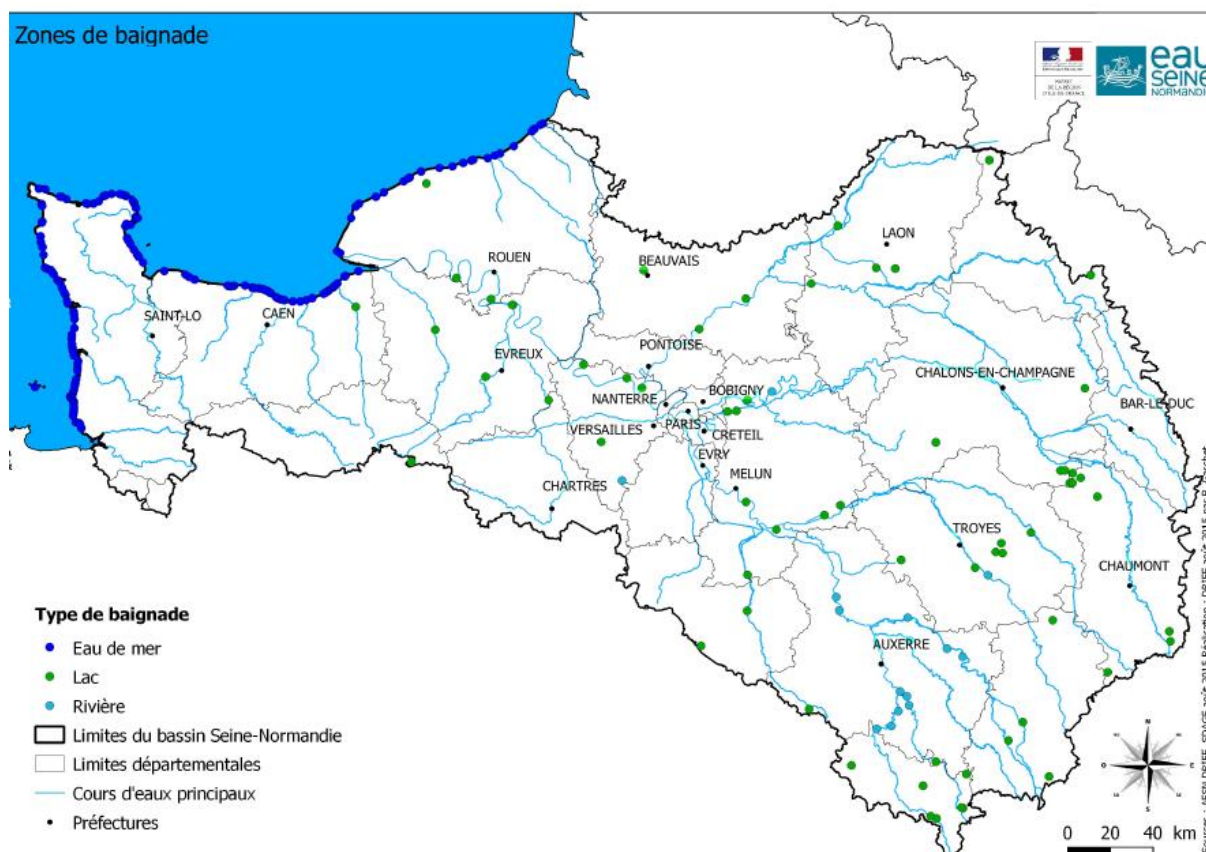 Zones de baignade
eau
SEINE
NORMANDIE
LAON
ROUEN
BEAUVAIS
SAINT-LO
CAEN
PONTOISE
EVREUX
CHALONS-EN-CHAMPAGNE
BOBIGNY
NANTERRE
BAR-LE-DUC
VERSAILLES
PARIS
CRETEIL
EVRY
MELUN
CHARTRES
TROYES
CHAUMONT
AUXERRE
Type de baignade
Eau de mer
Lac
Rivière
Limites du bassin Seine-Normandie
Limites départementales
Cours d'eaux principaux
Préfectures
N
O
E
S
0 20 40 km